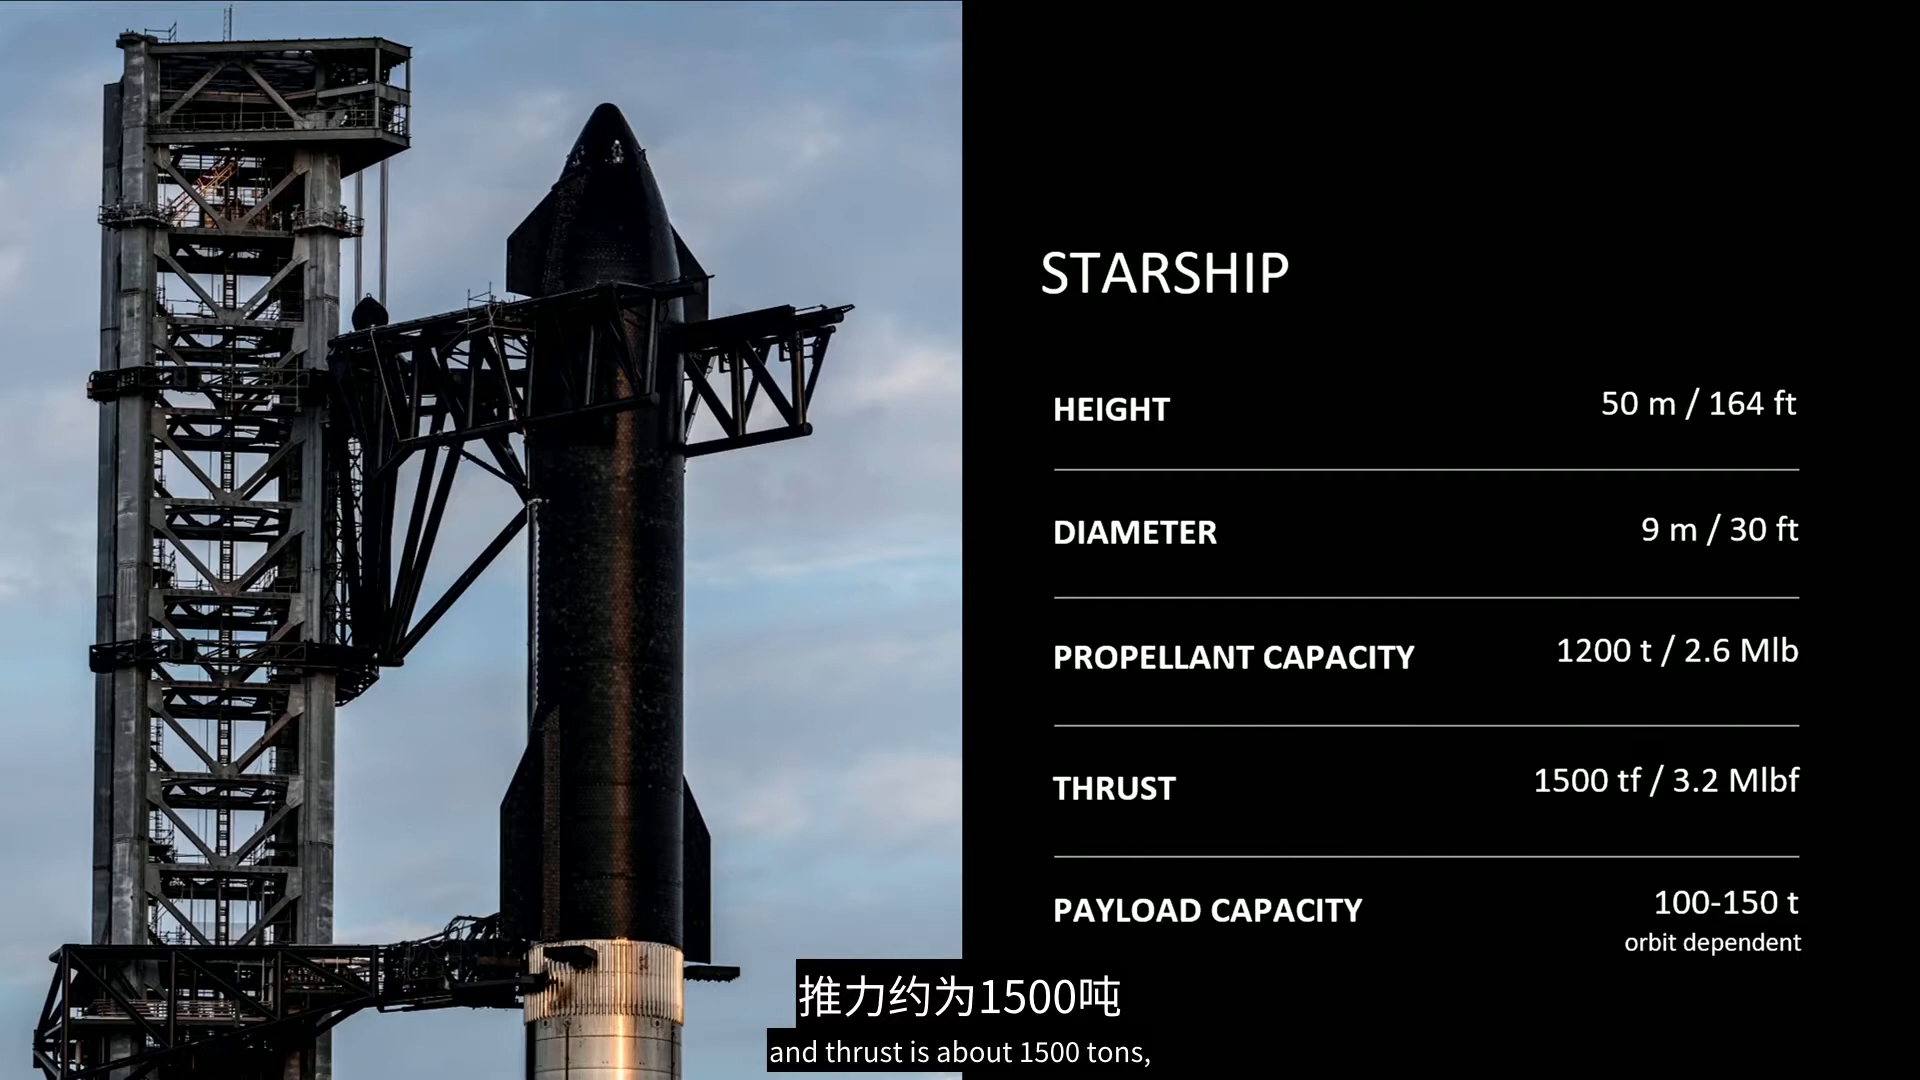 STARSHIP
HEIGHT 50 m / 164 ft
DIAMETER 9 m / 30 ft
PROPELLANT CAPACITY 1200 t / 2.6 Mlb
THRUST 1500 tf / 3.2 Mlbf
PAYLOAD CAPACITY 100-150 t
orbit dependent
推力约为1500吨
and thrust is about 1500 tons,